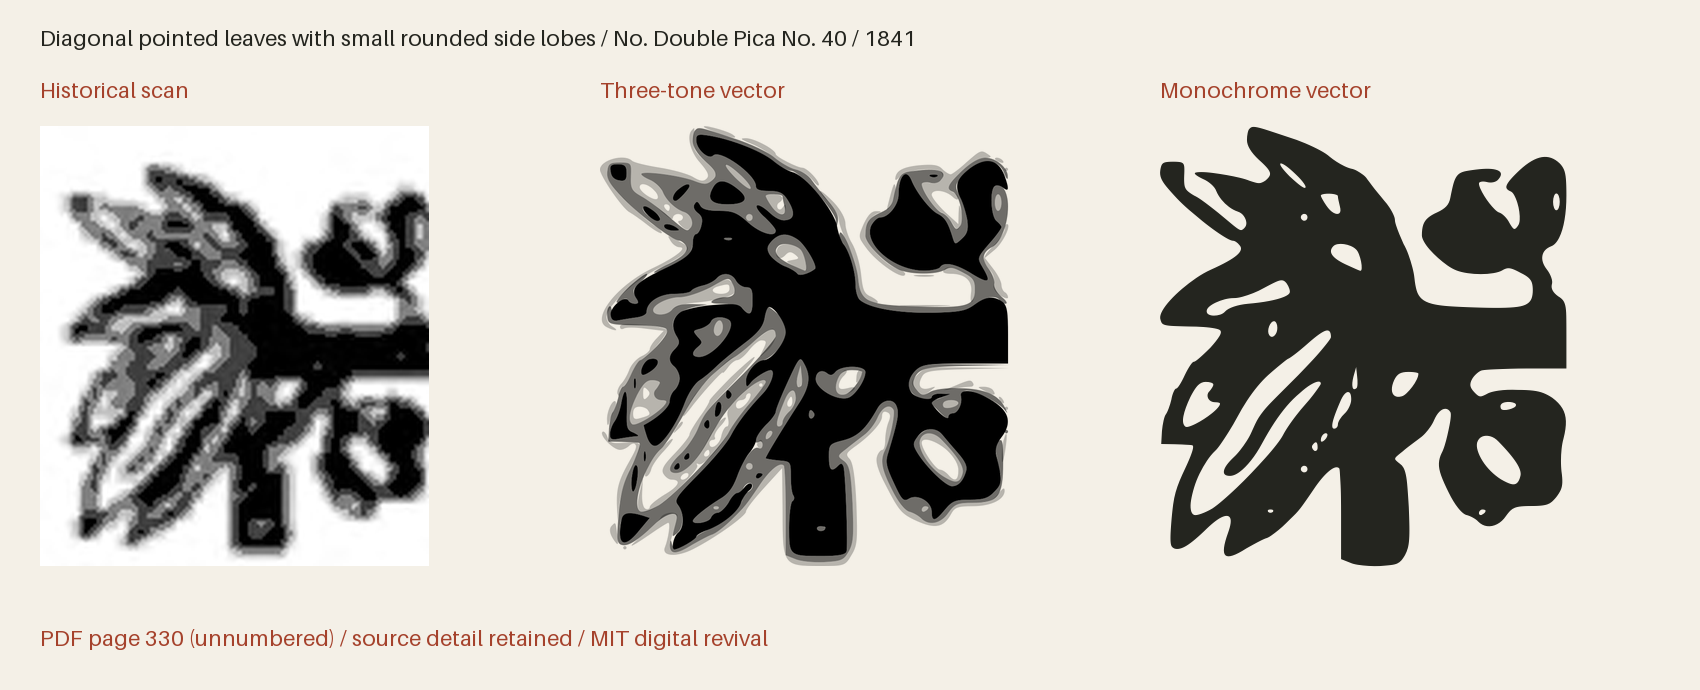 Diagonal pointed leaves with small rounded side lobes / No. Double Pica No. 40 / 1841
Historical scan
Three-tone vector
Monochrome vector
PDF page 330 (unnumbered) / source detail retained / MIT digital revival